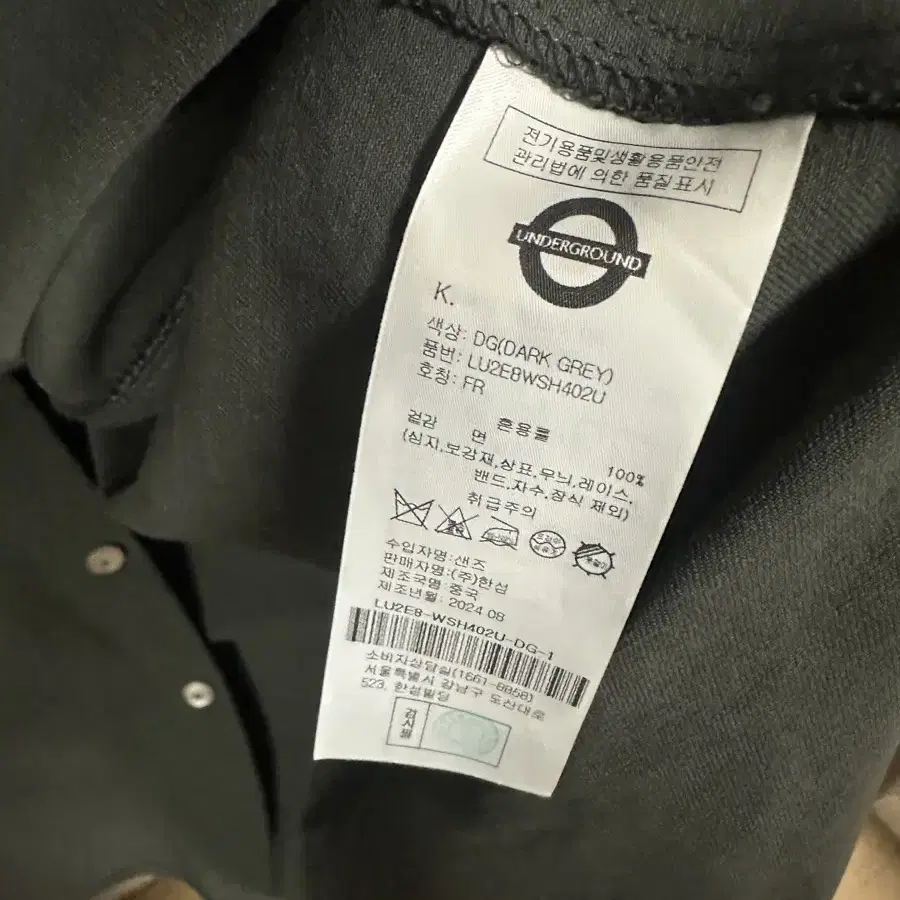 전기용품및생활용품안전
관리법에 의한 품질표시
UNDERGROUND
K.
색상: DG(DARK GREY)
품번: LU2E8WSH402U
호칭: FR
겉감 혼용률
면 100%
(심지,보강재,상표,무늬,레이스,
밴드,자수,장식 제외)
취급주의
수입자명:샌즈
판매자명:(주)한섬
제조국명:중국
제조년월: 2024 08
LU2E8-WSH402U-DG-1
소비자상담실(1661-8898)
서울특별시 강남구 도산대로
523, 한섬빌딩
검사필